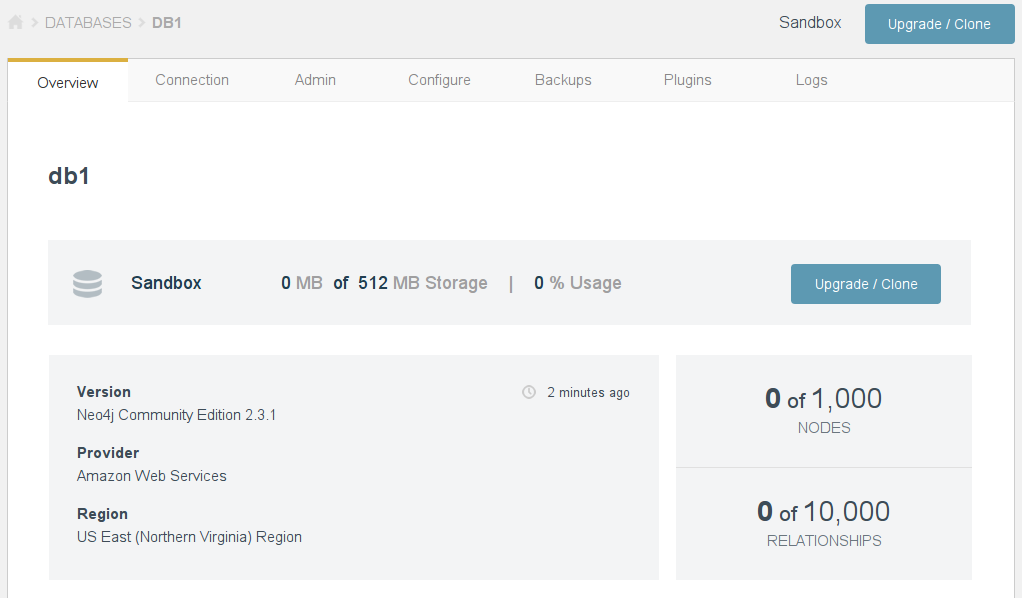 DATABASES > DB1
Sandbox
Upgrade / Clone
Overview
Connection
Admin
Configure
Backups
Plugins
Logs
db1
Sandbox
0 MB of 512 MB Storage | 0 % Usage
Upgrade / Clone
Version
2 minutes ago
Neo4j Community Edition 2.3.1
Provider
Amazon Web Services
Region
US East (Northern Virginia) Region
0 of 1,000
NODES
0 of 10,000
RELATIONSHIPS